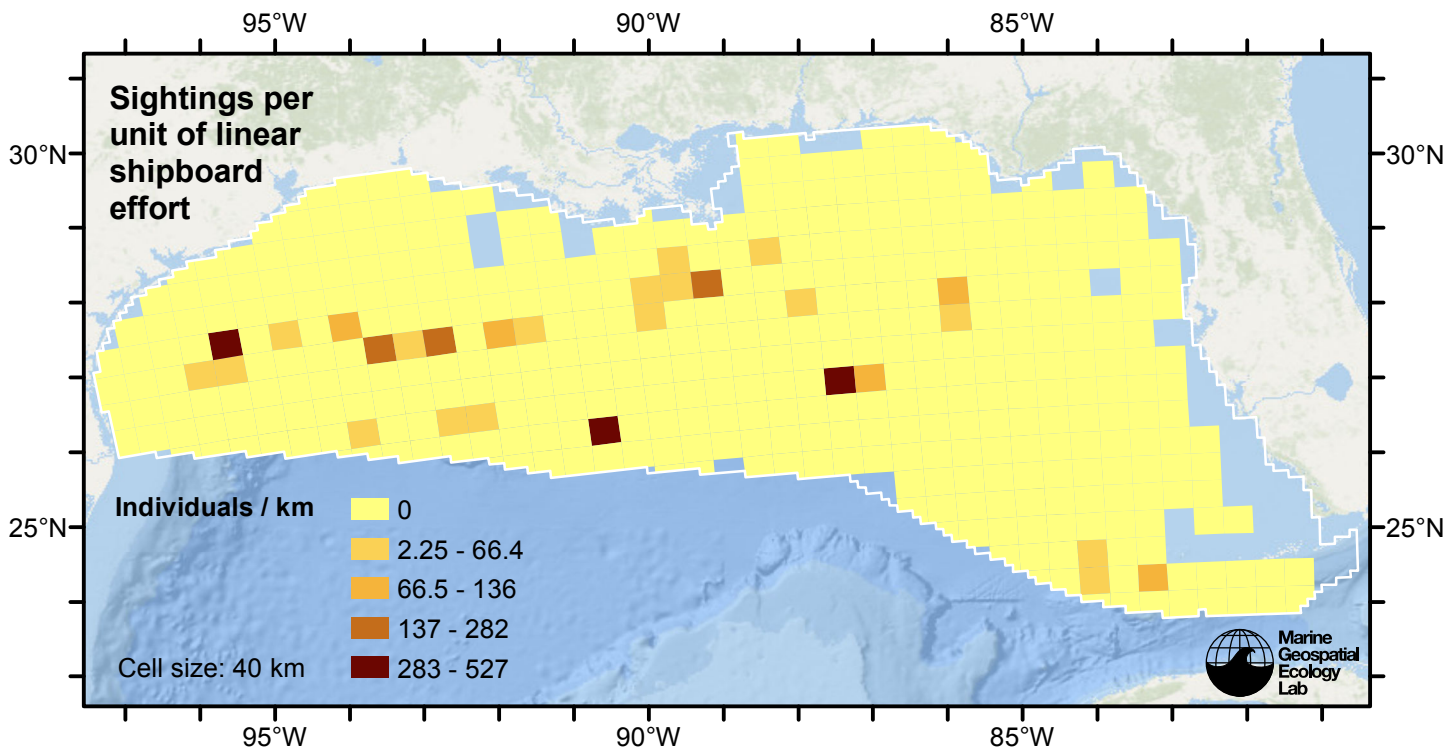 95°W
90°W
85°W
Sightings per
unit of linear
shipboard
effort
30°N
30°N
Individuals / km
0
2.25 - 66.4
25°N
25°N
66.5 - 136
137 - 282
Cell size: 40 km
283 - 527
Marine
Geospatial
Ecology
Lab
95°W
90°W
85°W